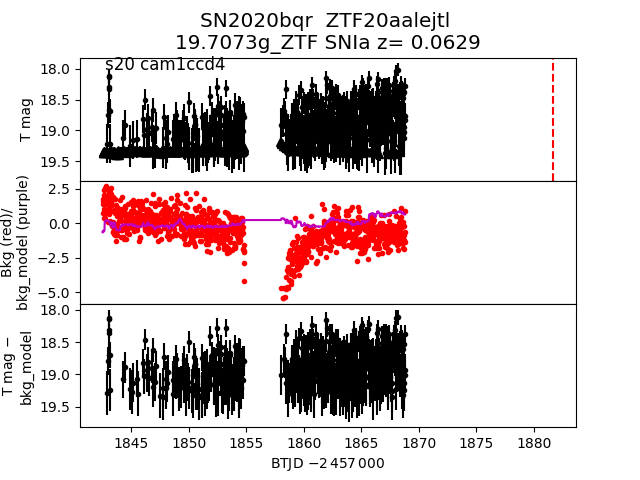 SN2020bqr  ZTF20aalejtl
19.7073g_ZTF SNIa z= 0.0629
s20 cam1ccd4
18.0
18.5
19.0
19.5
T mag
2.5
0.0
−2.5
−5.0
Bkg (red)/
bkg_model (purple)
18.0
18.5
19.0
19.5
T mag −
bkg_model
1845 1850 1855 1860 1865 1870 1875 1880
BTJD −2 457 000